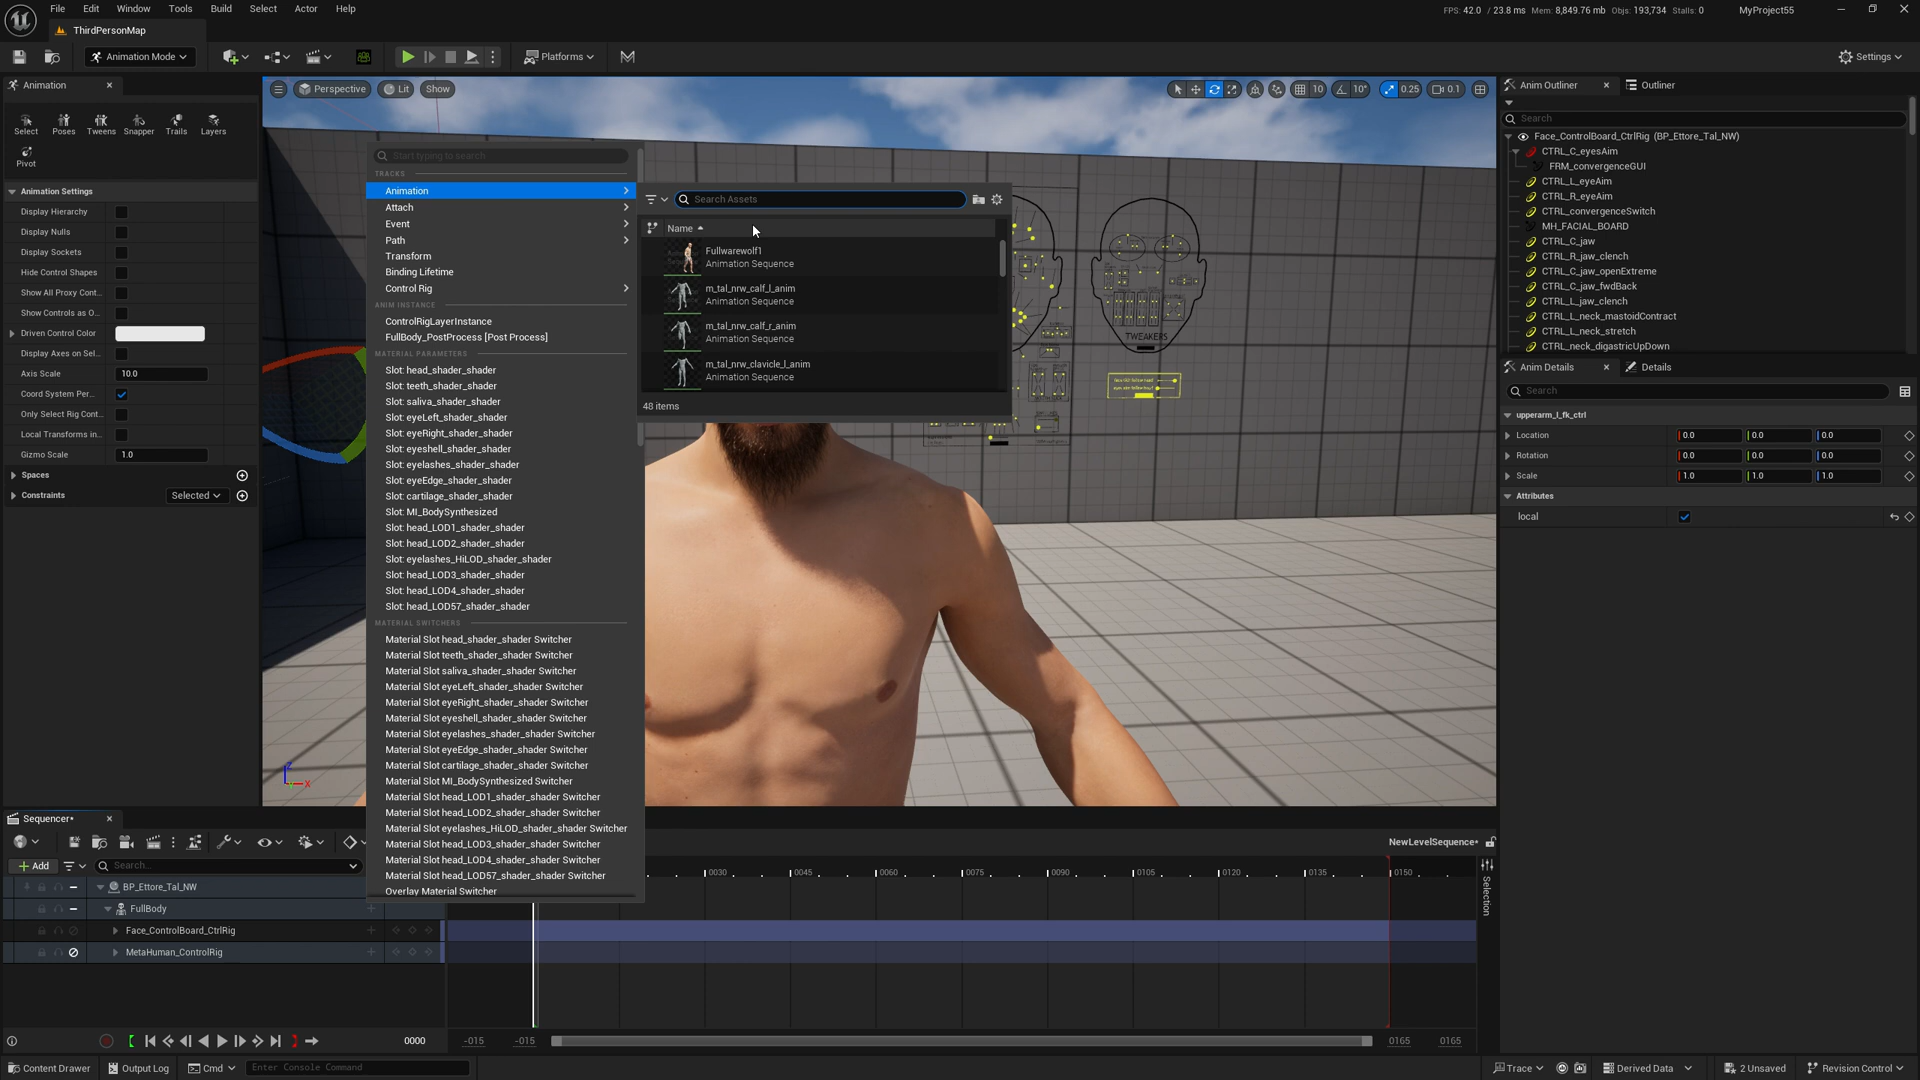 File Edit Window Tools Build Select Actor Help
FPS: 42.0 / 23.8 ms Mem: 8,849.76 mb Objs: 193,734 Stalls: 0 MyProject55
ThirdPersonMap
Animation Mode Platforms Settings
Animation
Select Poses Tweens Snapper Trails Layers
Pivot
Animation Settings
Display Hierarchy
Display Nulls
Display Sockets
Hide Control Shapes
Show All Proxy Cont...
Show Controls as O...
Driven Control Color
Display Axes on Sel...
Axis Scale 10.0
Coord System Per...
Only Select Rig Cont...
Local Transforms in...
Gizmo Scale 1.0
Spaces
Constraints Selected
Perspective Lit Show
10 10° 0.25 0.1
Start typing to search
TRACKS
Animation
Attach
Event
Path
Transform
Binding Lifetime
Control Rig
ANIM INSTANCE
ControlRigLayerInstance
FullBody_PostProcess [Post Process]
MATERIAL PARAMETERS
Slot: head_shader_shader
Slot: teeth_shader_shader
Slot: saliva_shader_shader
Slot: eyeLeft_shader_shader
Slot: eyeRight_shader_shader
Slot: eyeshell_shader_shader
Slot: eyelashes_shader_shader
Slot: eyeEdge_shader_shader
Slot: cartilage_shader_shader
Slot: MI_BodySynthesized
Slot: head_LOD1_shader_shader
Slot: head_LOD2_shader_shader
Slot: eyelashes_HiLOD_shader_shader
Slot: head_LOD3_shader_shader
Slot: head_LOD4_shader_shader
Slot: head_LOD57_shader_shader
MATERIAL SWITCHERS
Material Slot head_shader_shader Switcher
Material Slot teeth_shader_shader Switcher
Material Slot saliva_shader_shader Switcher
Material Slot eyeLeft_shader_shader Switcher
Material Slot eyeRight_shader_shader Switcher
Material Slot eyeshell_shader_shader Switcher
Material Slot eyelashes_shader_shader Switcher
Material Slot eyeEdge_shader_shader Switcher
Material Slot cartilage_shader_shader Switcher
Material Slot MI_BodySynthesized Switcher
Material Slot head_LOD1_shader_shader Switcher
Material Slot head_LOD2_shader_shader Switcher
Material Slot eyelashes_HiLOD_shader_shader Switcher
Material Slot head_LOD3_shader_shader Switcher
Material Slot head_LOD4_shader_shader Switcher
Material Slot head_LOD57_shader_shader Switcher
Overlay Material Switcher
Search Assets
Name
Fullwarewolf1
Animation Sequence
m_tal_nrw_calf_l_anim
Animation Sequence
m_tal_nrw_calf_r_anim
Animation Sequence
m_tal_nrw_clavicle_l_anim
Animation Sequence
48 items
TWEAKERS
Anim Outliner Outliner
Search
Face_ControlBoard_CtrlRig (BP_Ettore_Tal_NW)
CTRL_C_eyesAim
FRM_convergenceGUI
CTRL_L_eyeAim
CTRL_R_eyeAim
CTRL_convergenceSwitch
MH_FACIAL_BOARD
CTRL_C_jaw
CTRL_R_jaw_clench
CTRL_C_jaw_openExtreme
CTRL_C_jaw_fwdBack
CTRL_L_jaw_clench
CTRL_L_neck_mastoidContract
CTRL_L_neck_stretch
CTRL_neck_digastricUpDown
Anim Details Details
Search
upperarm_l_fk_ctrl
Location 0.0 0.0 0.0
Rotation 0.0 0.0 0.0
Scale 1.0 1.0 1.0
Attributes
local
Sequencer*
NewLevelSequence*
Add Search...
0030 0045 0060 0075 0090 0105 0120 0135 0150
Selection
BP_Ettore_Tal_NW
FullBody
Face_ControlBoard_CtrlRig
MetaHuman_ControlRig
0000 -015 -015 0165 0165
Content Drawer Output Log Cmd Enter Console Command
Trace Derived Data 2 Unsaved Revision Control